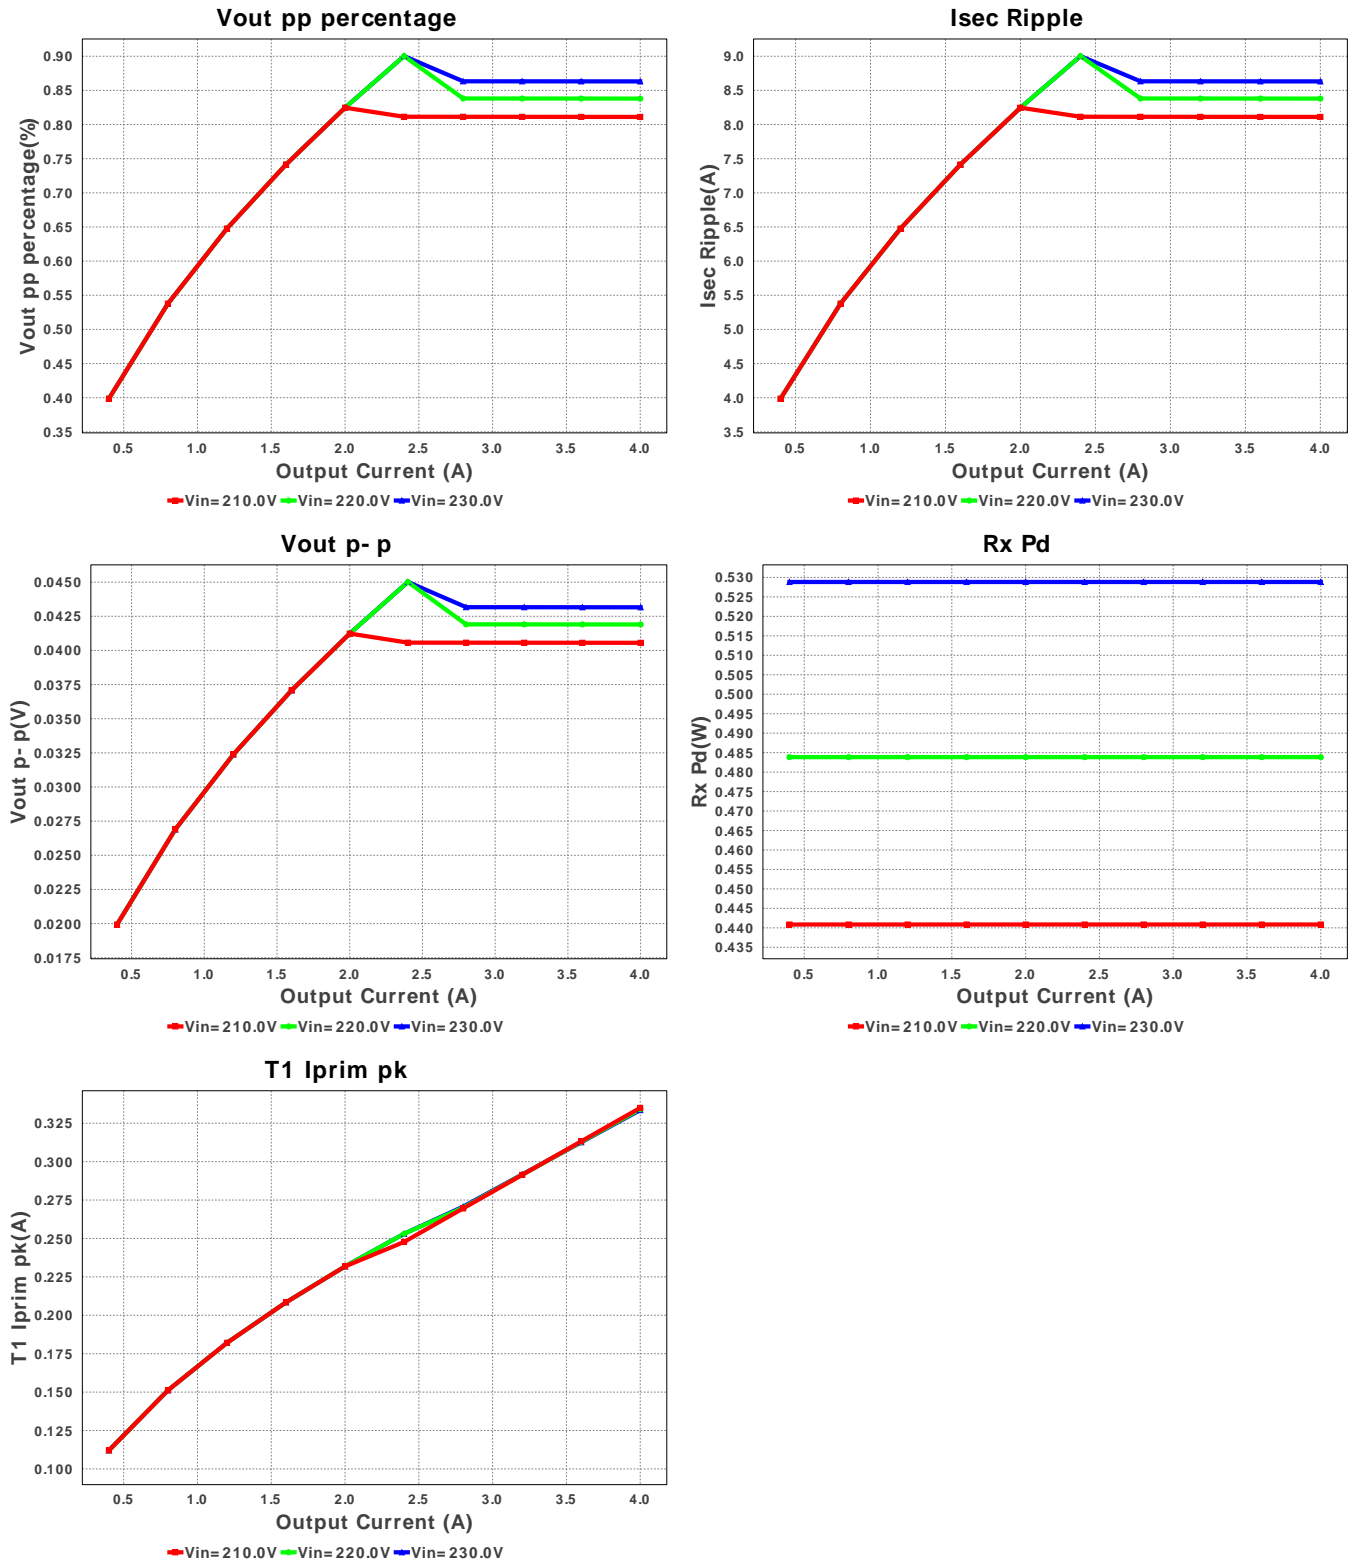 Vout pp percentage
Vout pp percentage(%)
0.90
0.85
0.80
0.75
0.70
0.65
0.60
0.55
0.50
0.45
0.40
0.35
0.5 1.0 1.5 2.0 2.5 3.0 3.5 4.0
Output Current (A)
Vin=210.0V Vin=220.0V Vin=230.0V
Isec Ripple
Isec Ripple(A)
9.0
8.5
8.0
7.5
7.0
6.5
6.0
5.5
5.0
4.5
4.0
3.5
0.5 1.0 1.5 2.0 2.5 3.0 3.5 4.0
Output Current (A)
Vin=210.0V Vin=220.0V Vin=230.0V
Vout p- p
Vout p- p(V)
0.0450
0.0425
0.0400
0.0375
0.0350
0.0325
0.0300
0.0275
0.0250
0.0225
0.0200
0.0175
0.5 1.0 1.5 2.0 2.5 3.0 3.5 4.0
Output Current (A)
Vin=210.0V Vin=220.0V Vin=230.0V
Rx Pd
Rx Pd(W)
0.530
0.525
0.520
0.515
0.510
0.505
0.500
0.495
0.490
0.485
0.480
0.475
0.470
0.465
0.460
0.455
0.450
0.445
0.440
0.435
0.5 1.0 1.5 2.0 2.5 3.0 3.5 4.0
Output Current (A)
Vin=210.0V Vin=220.0V Vin=230.0V
T1 Iprim pk
T1 Iprim pk(A)
0.325
0.300
0.275
0.250
0.225
0.200
0.175
0.150
0.125
0.100
0.5 1.0 1.5 2.0 2.5 3.0 3.5 4.0
Output Current (A)
Vin=210.0V Vin=220.0V Vin=230.0V